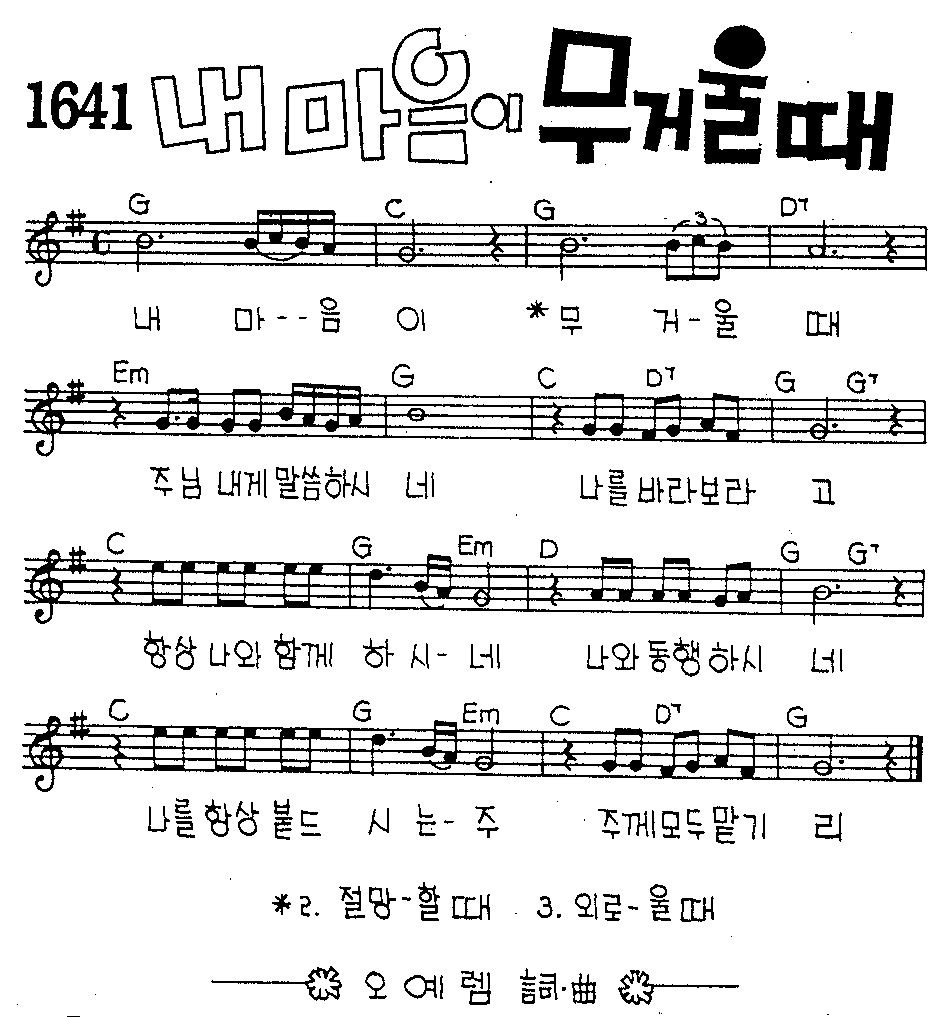 1641 내 마음이 무거울 때
G C G 3 D7
내 마--음 이 *무 거-울 때
Em G C D7 G G7
주님 내게 말씀하시 네 나를 바라보라 고
C G Em D G G7
항상 나와 함께 하 시- 네 나와 동행 하시 네
C G Em C D7 G
나를 항상 붙드 시 는- 주 주께 모두 맡기 리
*2. 절망-할 때 3. 외로-울 때
오 예 렘 詞·曲